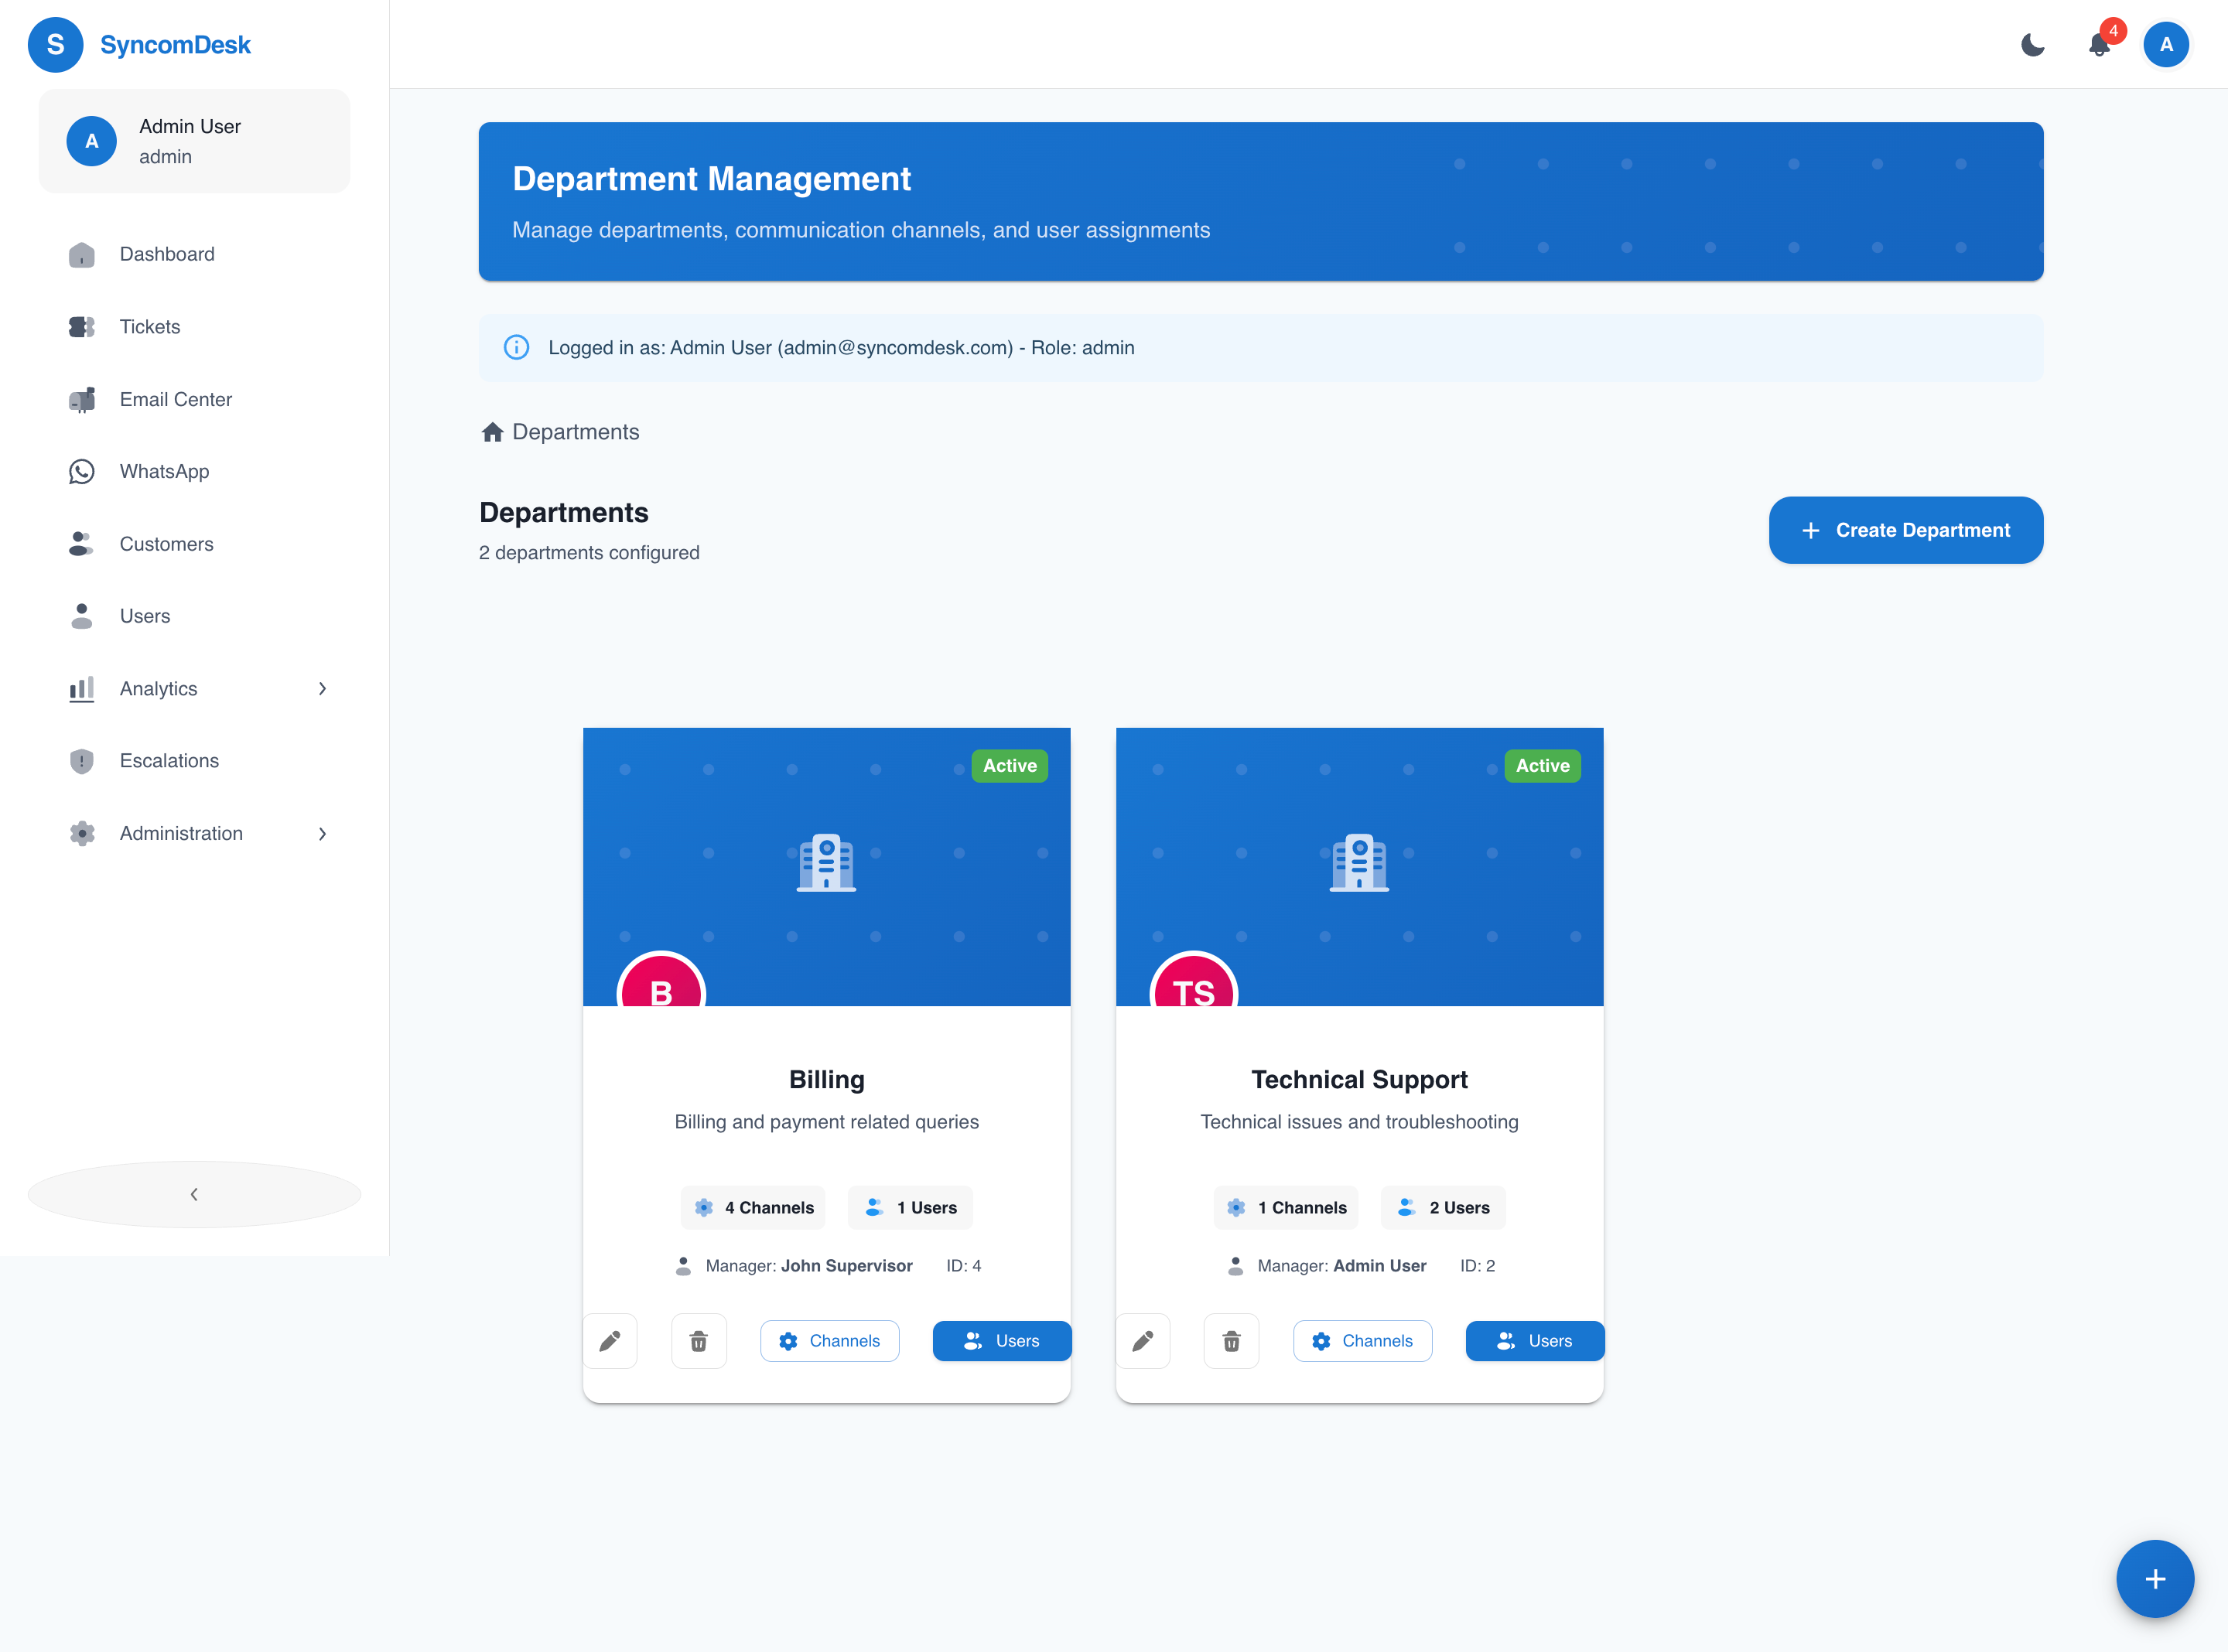 S SyncomDesk
4
A
A
Admin User
admin
Dashboard
Tickets
Email Center
WhatsApp
Customers
Users
Analytics
Escalations
Administration
Department Management
Manage departments, communication channels, and user assignments
Logged in as: Admin User (admin@syncomdesk.com) - Role: admin
Departments
Departments
2 departments configured
Create Department
Active
B
Billing
Billing and payment related queries
4 Channels
1 Users
Manager: John Supervisor
ID: 4
Channels
Users
Active
TS
Technical Support
Technical issues and troubleshooting
1 Channels
2 Users
Manager: Admin User
ID: 2
Channels
Users